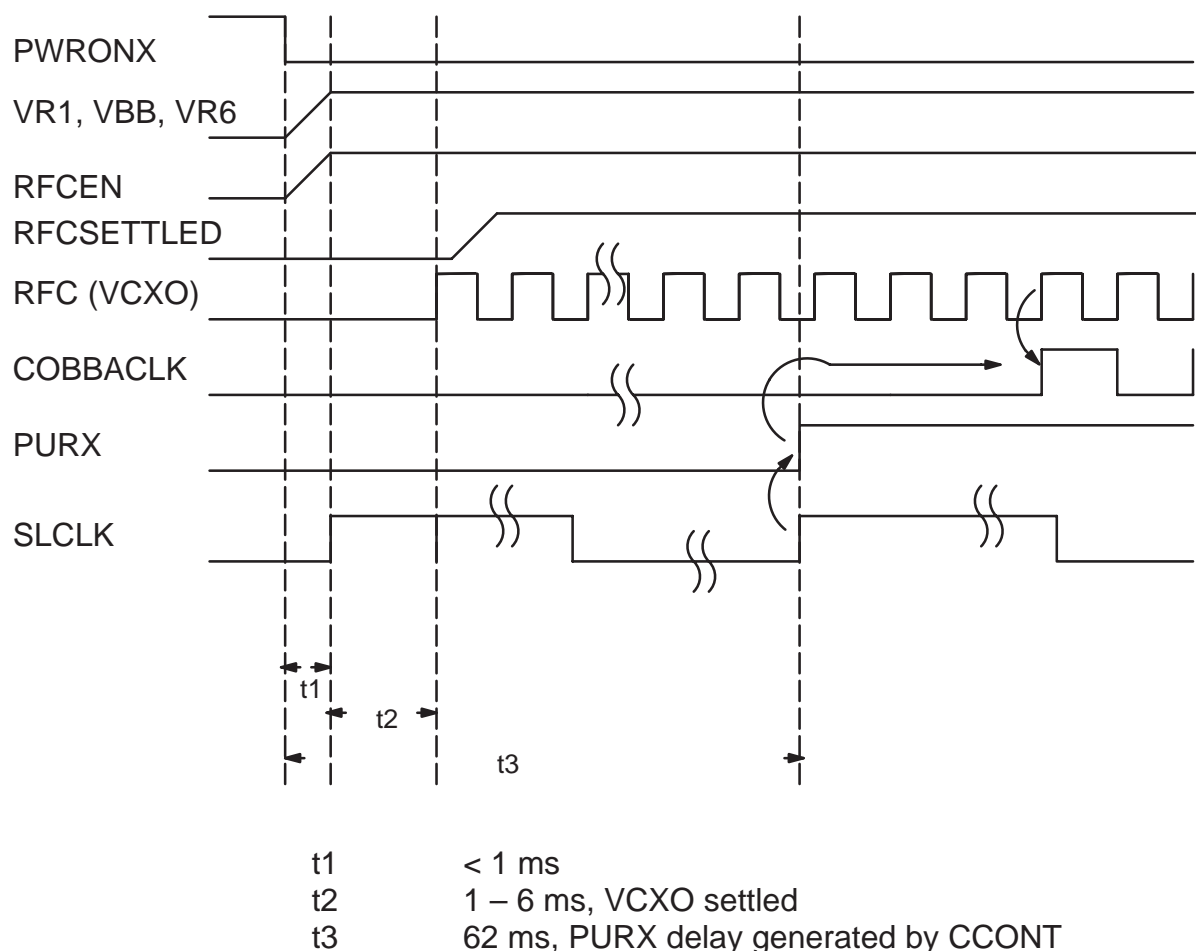 PWRONX
VR1, VBB, VR6
RFCEN
RFCSETTLED
RFC (VCXO)
COBBACLK
PURX
SLCLK
t1
t2
t3
t1 < 1 ms
t2 1 – 6 ms, VCXO settled
t3 62 ms, PURX delay generated by CCONT